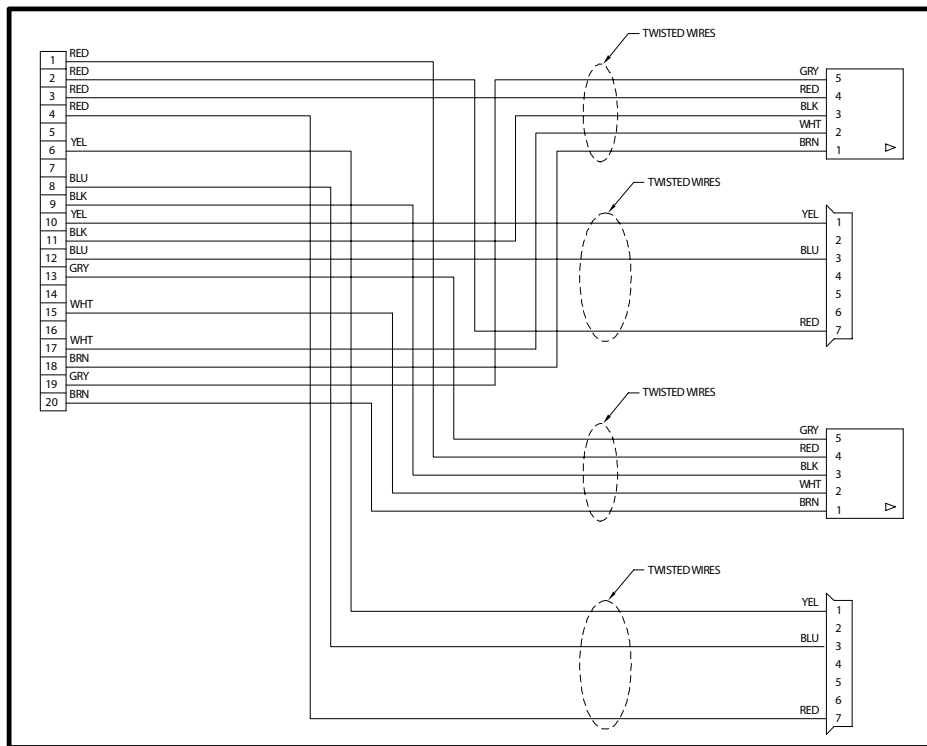 TWISTED WIRES
1 RED
2 RED
3 RED
4 RED
5
6 YEL
7
8 BLU
9 BLK
10 YEL
11 BLK
12 BLU
13 GRY
14
15 WHT
16
17 WHT
18 BRN
19 GRY
20 BRN
GRY 5
RED 4
BLK 3
WHT 2
BRN 1
TWISTED WIRES
YEL 1
2
BLU 3
4
5
6
RED 7
TWISTED WIRES
GRY 5
RED 4
BLK 3
WHT 2
BRN 1
TWISTED WIRES
YEL 1
2
BLU 3
4
5
6
RED 7